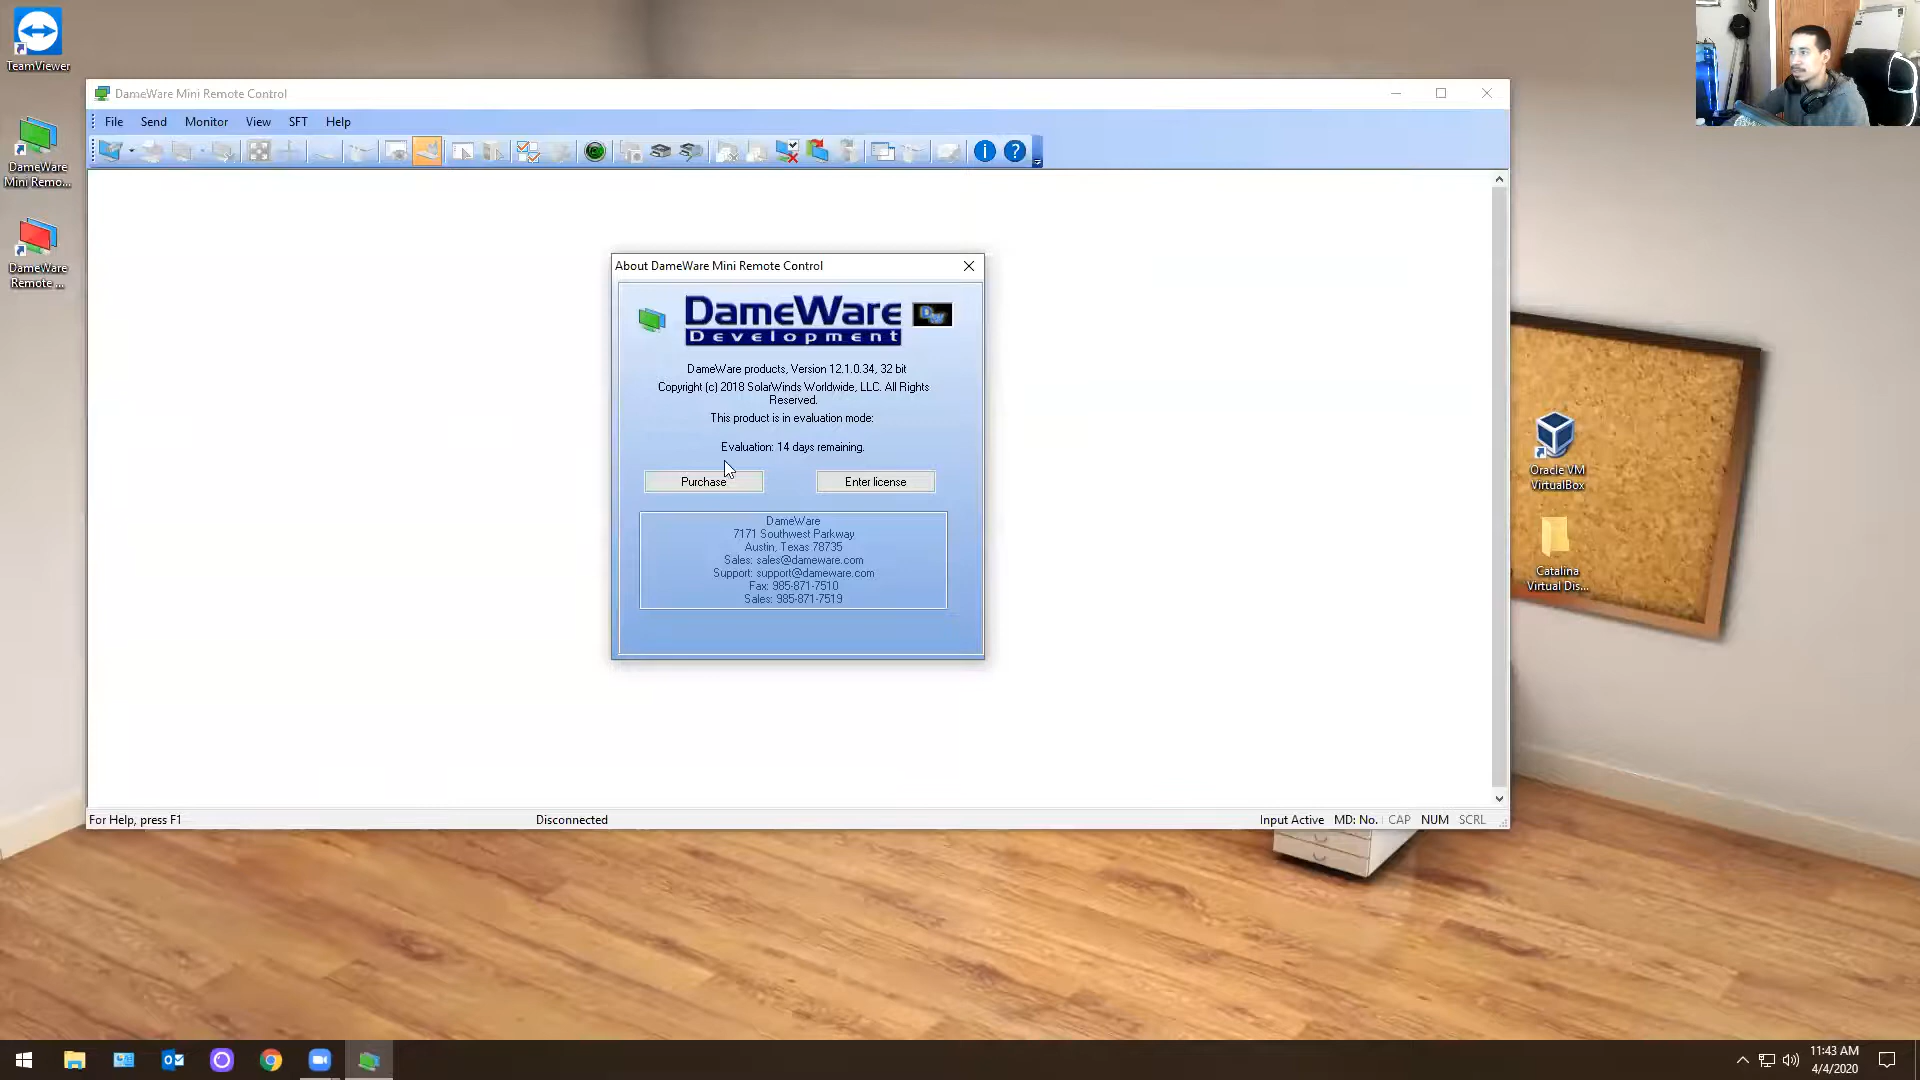 TeamViewer
DameWare
Mini Remo...
DameWare
Remote ...
DameWare Mini Remote Control
File Send Monitor View SFT Help
About DameWare Mini Remote Control
DameWare
Development
DW
DameWare products, Version 12.1.0.34, 32 bit
Copyright (c) 2018 SolarWinds Worldwide, LLC. All Rights
Reserved.
This product is in evaluation mode:
Evaluation: 14 days remaining.
Purchase
Enter license
DameWare
7171 Southwest Parkway
Austin, Texas 78735
Sales: sales@dameware.com
Support: support@dameware.com
Fax: 985-871-7510
Sales: 985-871-7519
Oracle VM
VirtualBox
Catalina
Virtual Dis...
For Help, press F1
Disconnected
Input Active MD: No. CAP NUM SCRL
11:43 AM
4/4/2020